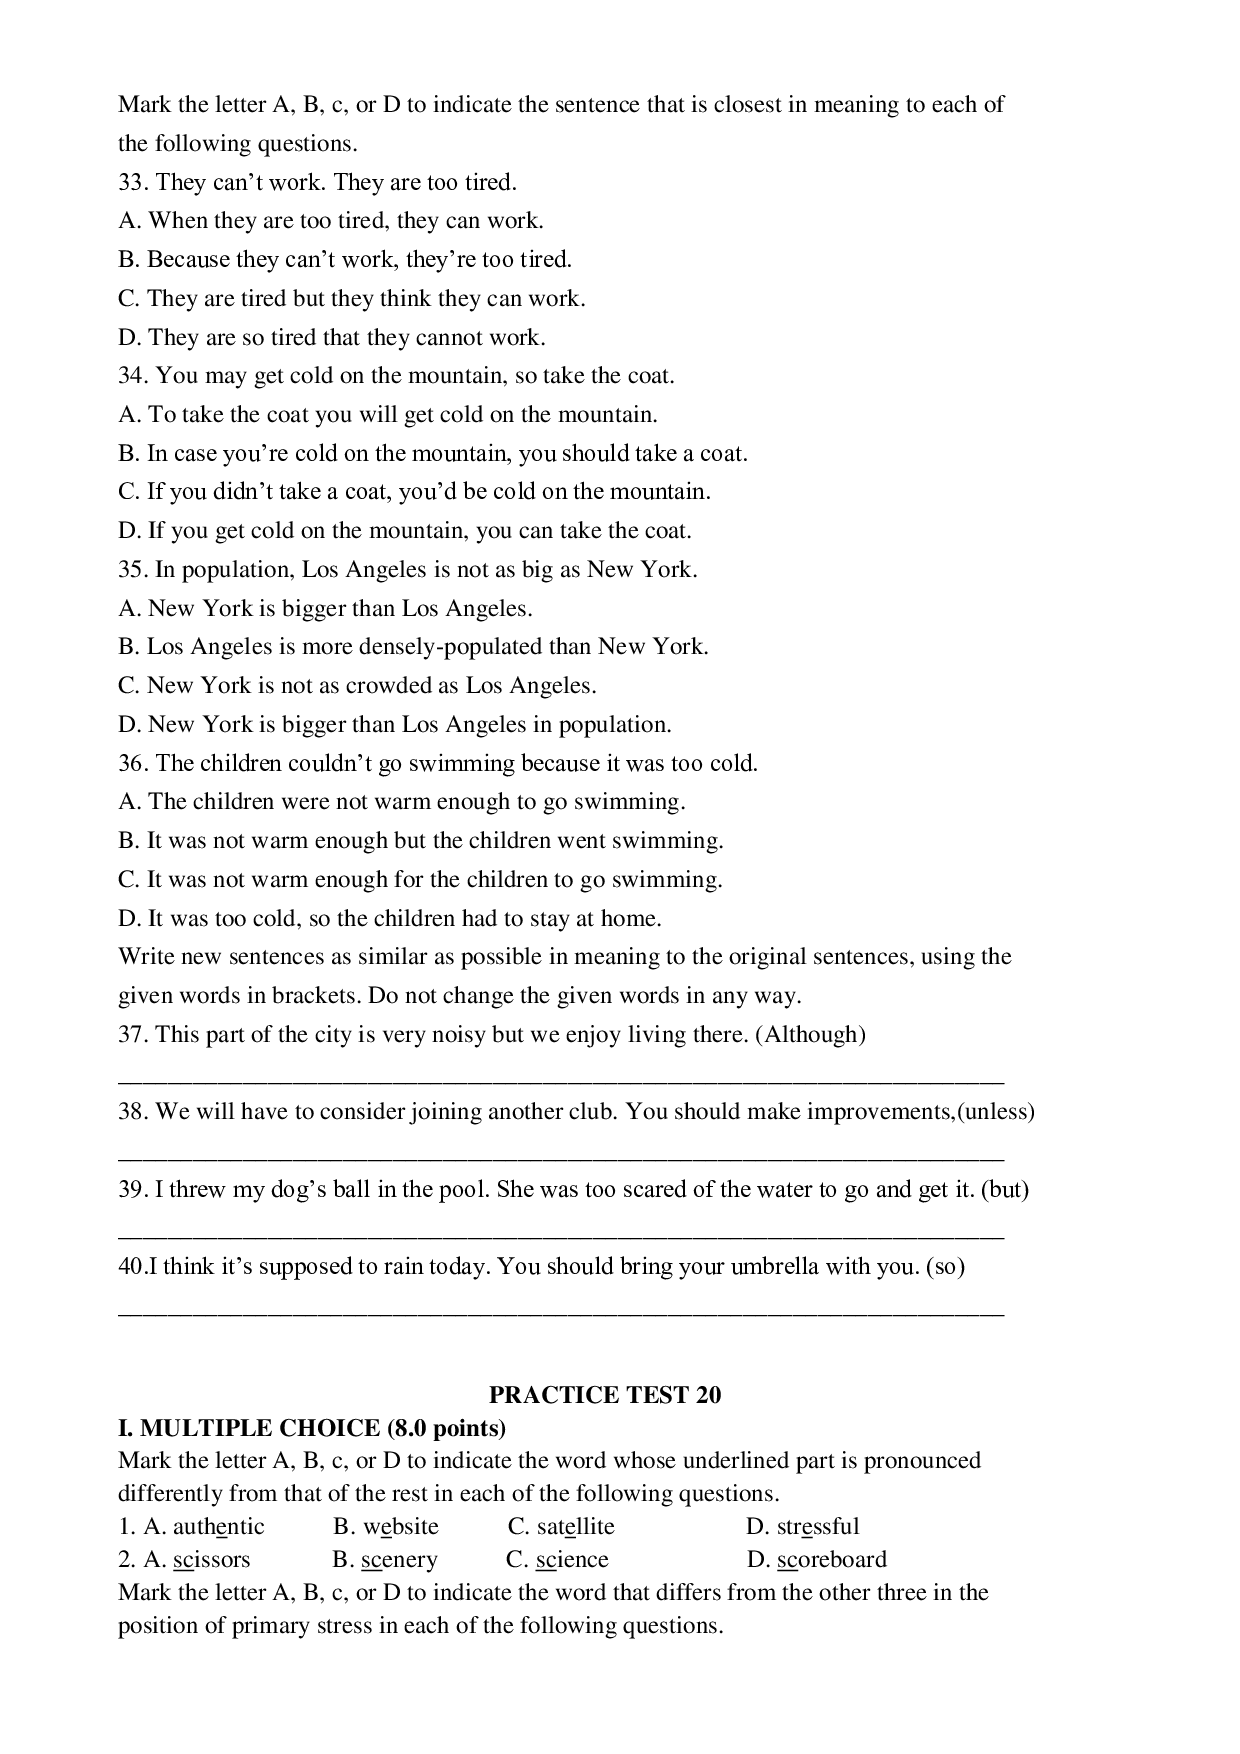 Mark the letter A, B, c, or D to indicate the sentence that is closest in meaning to each of
the following questions.
33. They can’t work. They are too tired.
A. When they are too tired, they can work.
B. Because they can’t work, they’re too tired.
C. They are tired but they think they can work.
D. They are so tired that they cannot work.
34. You may get cold on the mountain, so take the coat.
A. To take the coat you will get cold on the mountain.
B. In case you’re cold on the mountain, you should take a coat.
C. If you didn’t take a coat, you’d be cold on the mountain.
D. If you get cold on the mountain, you can take the coat.
35. In population, Los Angeles is not as big as New York.
A. New York is bigger than Los Angeles.
B. Los Angeles is more densely-populated than New York.
C. New York is not as crowded as Los Angeles.
D. New York is bigger than Los Angeles in population.
36. The children couldn’t go swimming because it was too cold.
A. The children were not warm enough to go swimming.
B. It was not warm enough but the children went swimming.
C. It was not warm enough for the children to go swimming.
D. It was too cold, so the children had to stay at home.
Write new sentences as similar as possible in meaning to the original sentences, using the
given words in brackets. Do not change the given words in any way.
37. This part of the city is very noisy but we enjoy living there. (Although)
38. We will have to consider joining another club. You should make improvements,(unless)
39. I threw my dog’s ball in the pool. She was too scared of the water to go and get it. (but)
40.I think it’s supposed to rain today. You should bring your umbrella with you. (so)
PRACTICE TEST 20
I. MULTIPLE CHOICE (8.0 points)
Mark the letter A, B, c, or D to indicate the word whose underlined part is pronounced
differently from that of the rest in each of the following questions.
1. A. authentic B. website C. satellite D. stressful
2. A. scissors B. scenery C. science D. scoreboard
Mark the letter A, B, c, or D to indicate the word that differs from the other three in the
position of primary stress in each of the following questions.